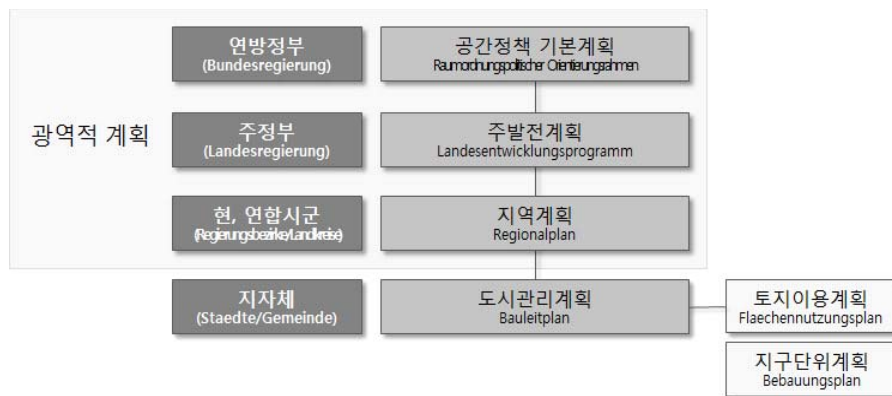 연방정부
(Bundesregierung)
공간정책 기본계획
Raumordnungspolitischer Orientierungsrahmen
광역적 계획
주정부
(Landesregierung)
주발전계획
Landesentwicklungsprogramm
현, 연합시군
(Regierungsbezirke/Landkreise)
지역계획
Regionalplan
지자체
(Staedte/Gemeinde)
도시관리계획
Bauleitplan
토지이용계획
Flaechennutzungsplan
지구단위계획
Bebauungsplan